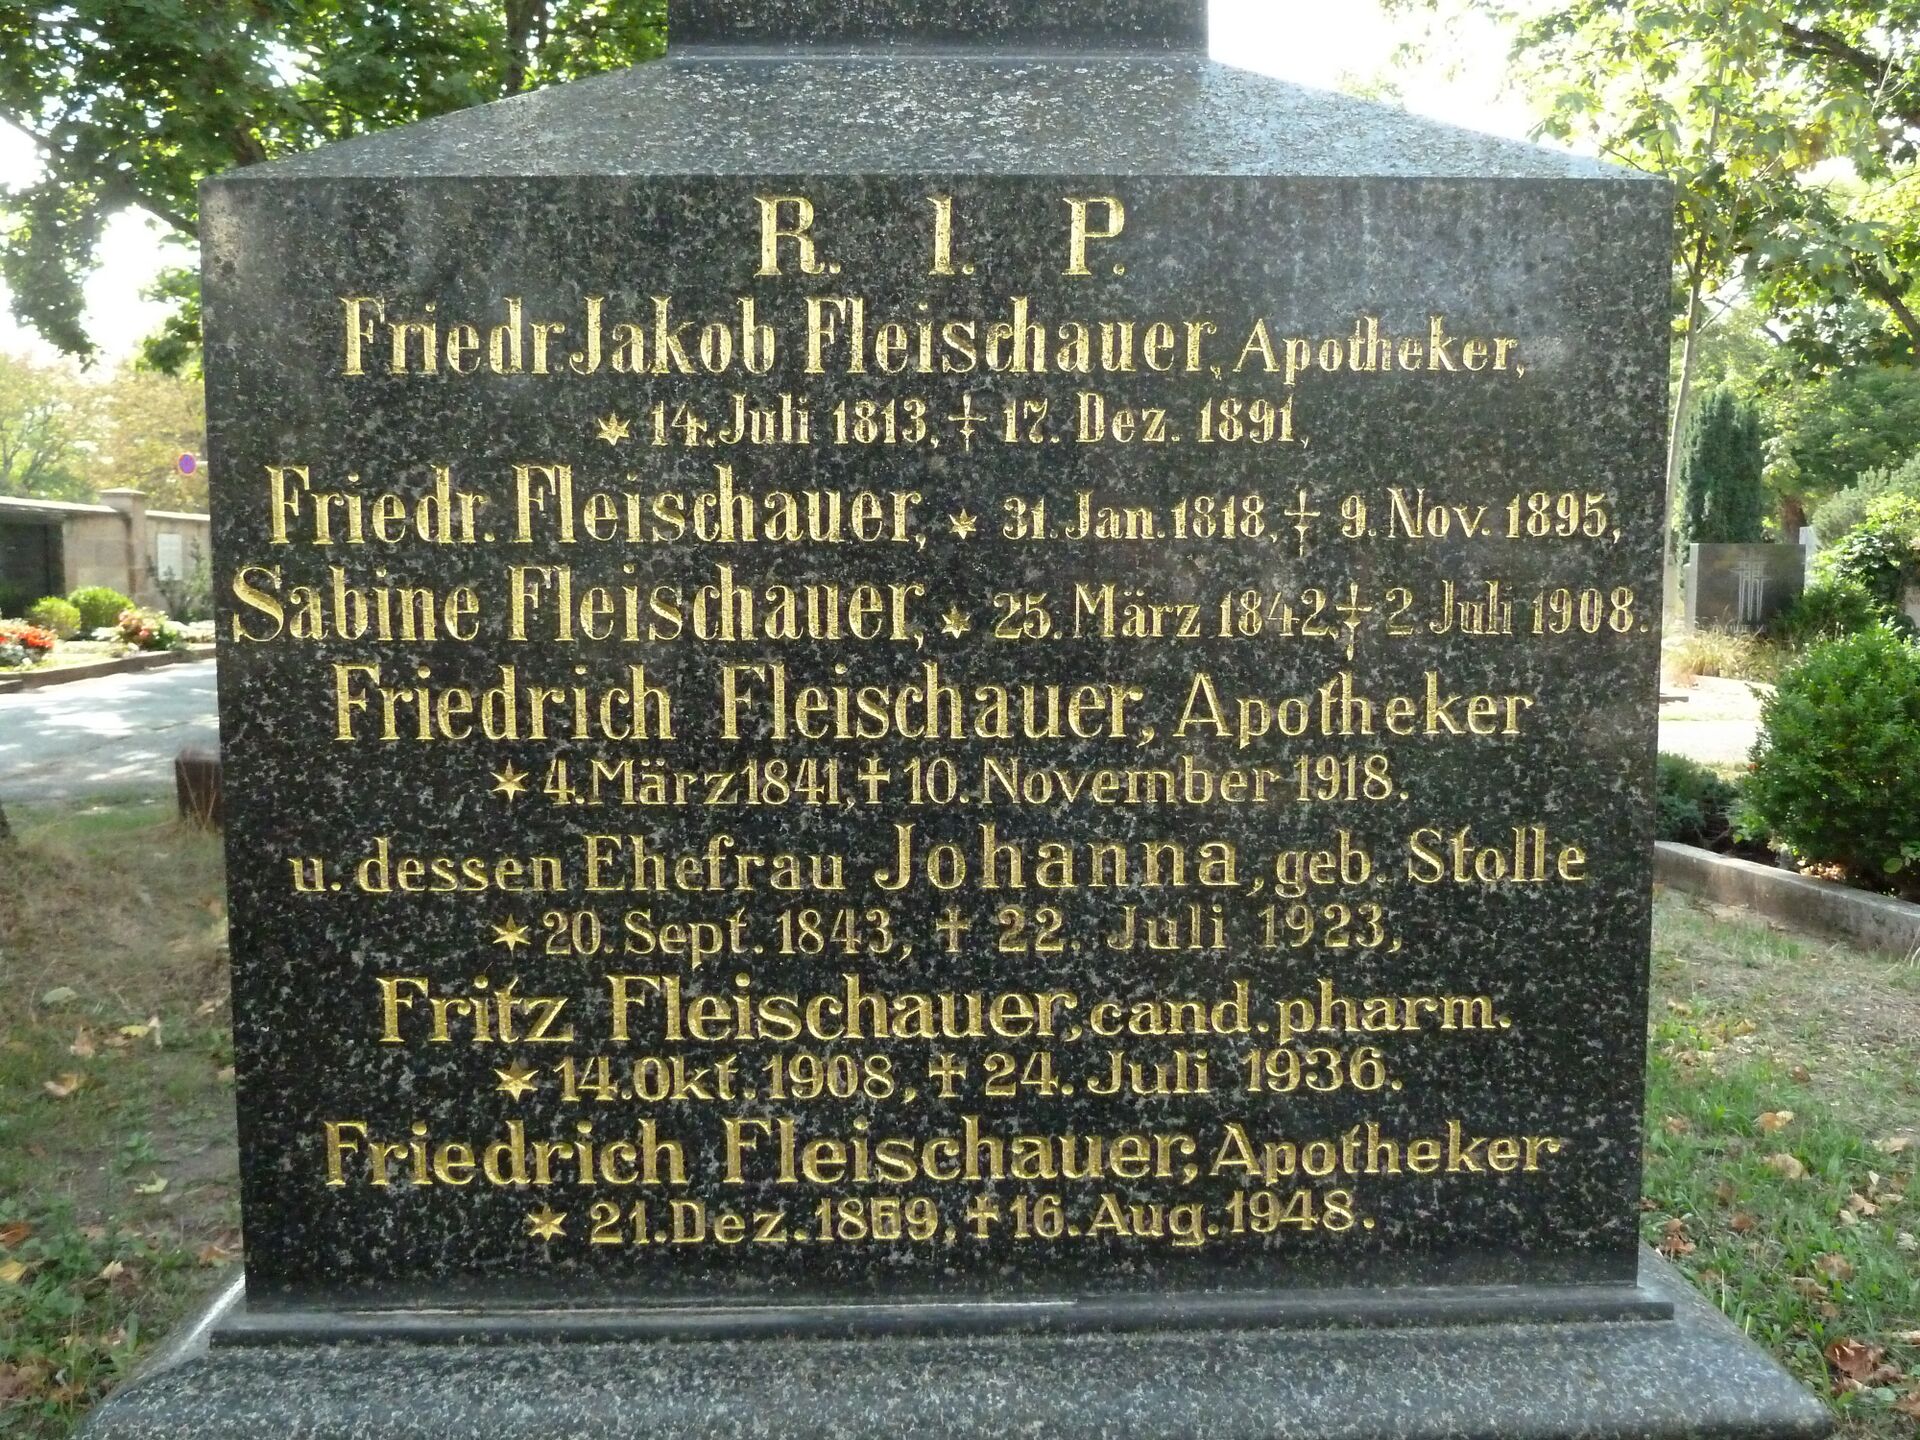 R. I. P.
Friedr. Jakob Fleischauer, Apotheker,
* 14. Juli 1813, † 17. Dez. 1891,
Friedr. Fleischauer, * 31. Jan. 1818, † 9. Nov. 1895,
Sabine Fleischauer, * 25. März 1842, † 2. Juli 1908.
Friedrich Fleischauer, Apotheker
* 4. März 1841, † 10. November 1918.
u. dessen Ehefrau Johanna, geb. Stolle
* 20. Sept. 1843, † 22. Juli 1923,
Fritz Fleischauer, cand. pharm.
* 14. Okt. 1908, † 24. Juli 1936.
Friedrich Fleischauer, Apotheker
* 21. Dez. 1869, † 16. Aug. 1948.